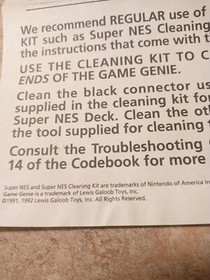 We recommend REGULAR use of
KIT such as Super NES Cleaning
the instructions that come with t
USE THE CLEANING KIT TO C
ENDS OF THE GAME GENIE.
Clean the black connector us
supplied in the cleaning kit for
Super NES Deck. Clean the oth
the tool supplied for cleaning
Consult the Troubleshooting
14 of the Codebook for more
Super NES and Super NES Cleaning Kit are trademarks of Nintendo of America In
Game Genie is a trademark of Lewis Galoob Toys, Inc.
©1991, 1992 Lewis Galoob Toys, Inc. All Rights Reserved.